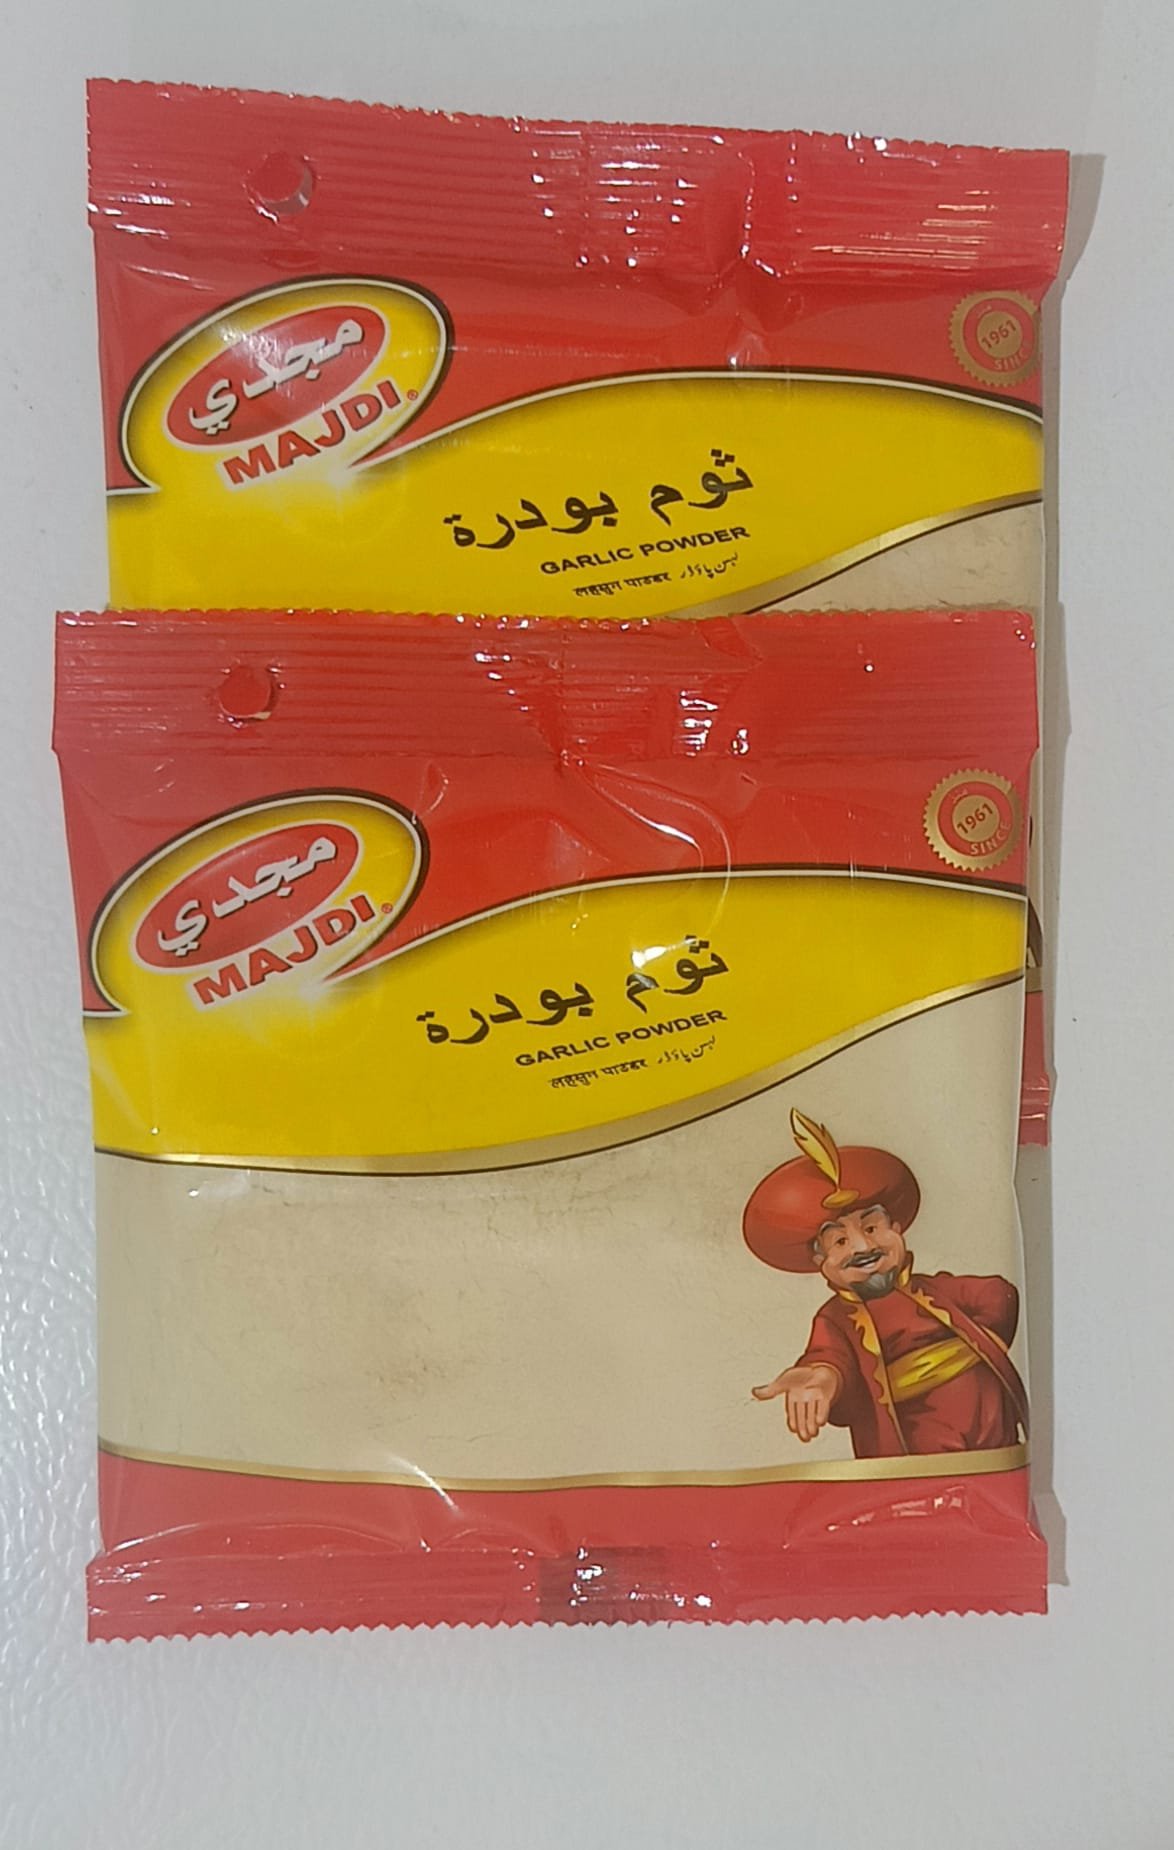 مجدي
MAJDI®
1961
SINCE
ثوم بودرة
GARLIC POWDER
लहसुन पाउडर لہسن پاؤڈر
مجدي
MAJDI®
1961
SINCE
ثوم بودرة
GARLIC POWDER
लहसुन पाउडर لہسن پاؤڈر